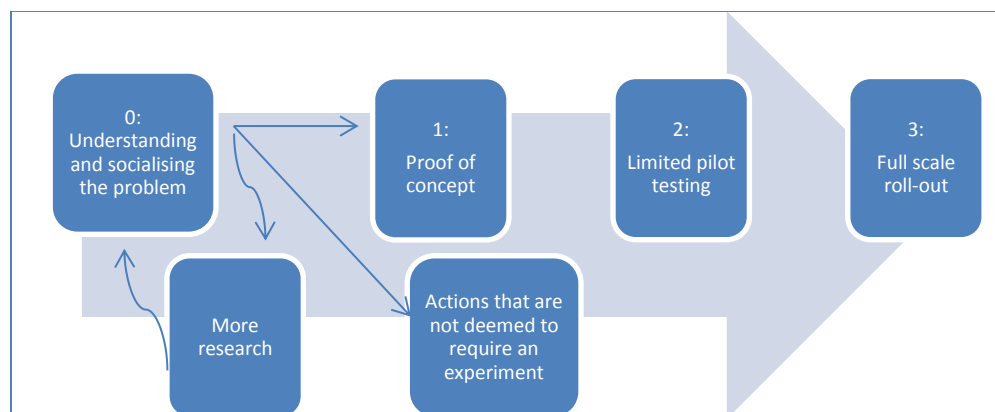 0:
Understanding
and socialising
the problem
1:
Proof of
concept
2:
Limited pilot
testing
3:
Full scale
roll-out
More
research
Actions that are
not deemed to
require an
experiment